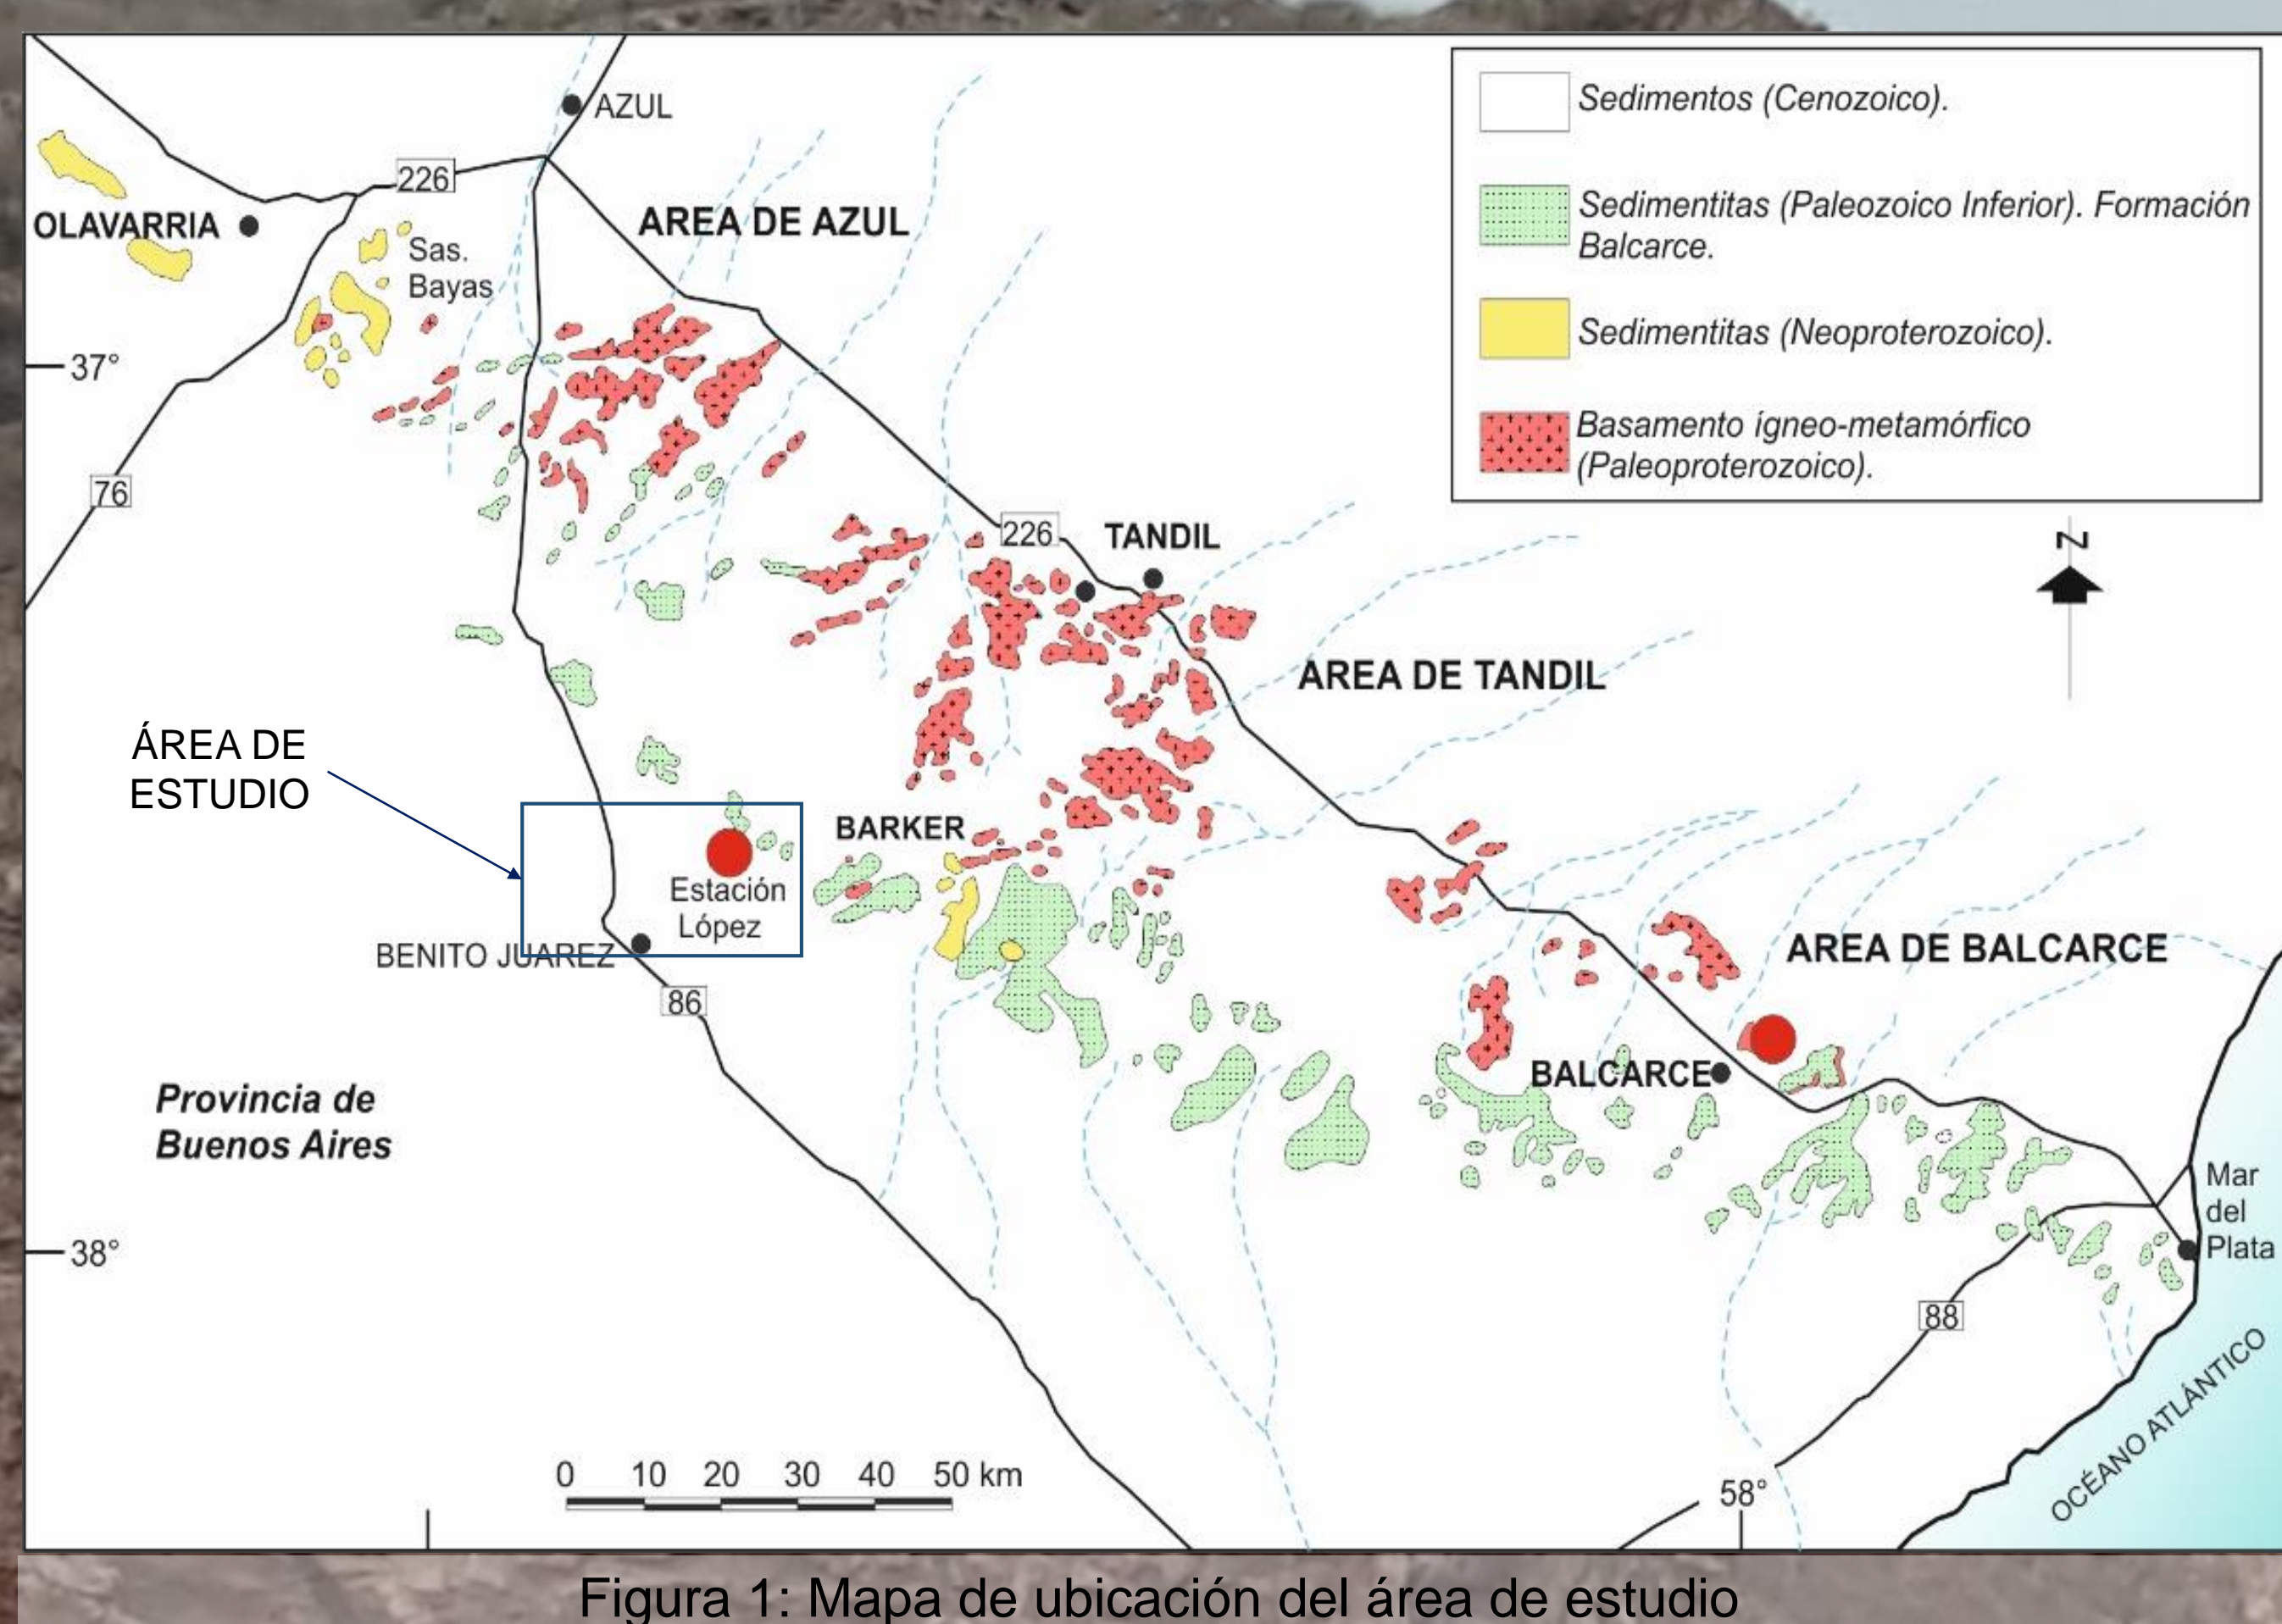 AZUL
226
OLAVARRIA
AREA DE AZUL
Sas.
Bayas
Sedimentos (Cenozoico).
Sedimentitas (Paleozoico Inferior). Formación
Balcarce.
Sedimentitas (Neoproterozoico).
Basamento ígneo-metamórfico
(Paleoproterozoico).
37°
76
226
TANDIL
N
AREA DE TANDIL
ÁREA DE
ESTUDIO
BARKER
Estación
López
BENITO JUAREZ
86
AREA DE BALCARCE
BALCARCE
Provincia de
Buenos Aires
Mar
del
Plata
38°
88
OCÉANO ATLÁNTICO
0 10 20 30 40 50 km
58°
Figura 1: Mapa de ubicación del área de estudio